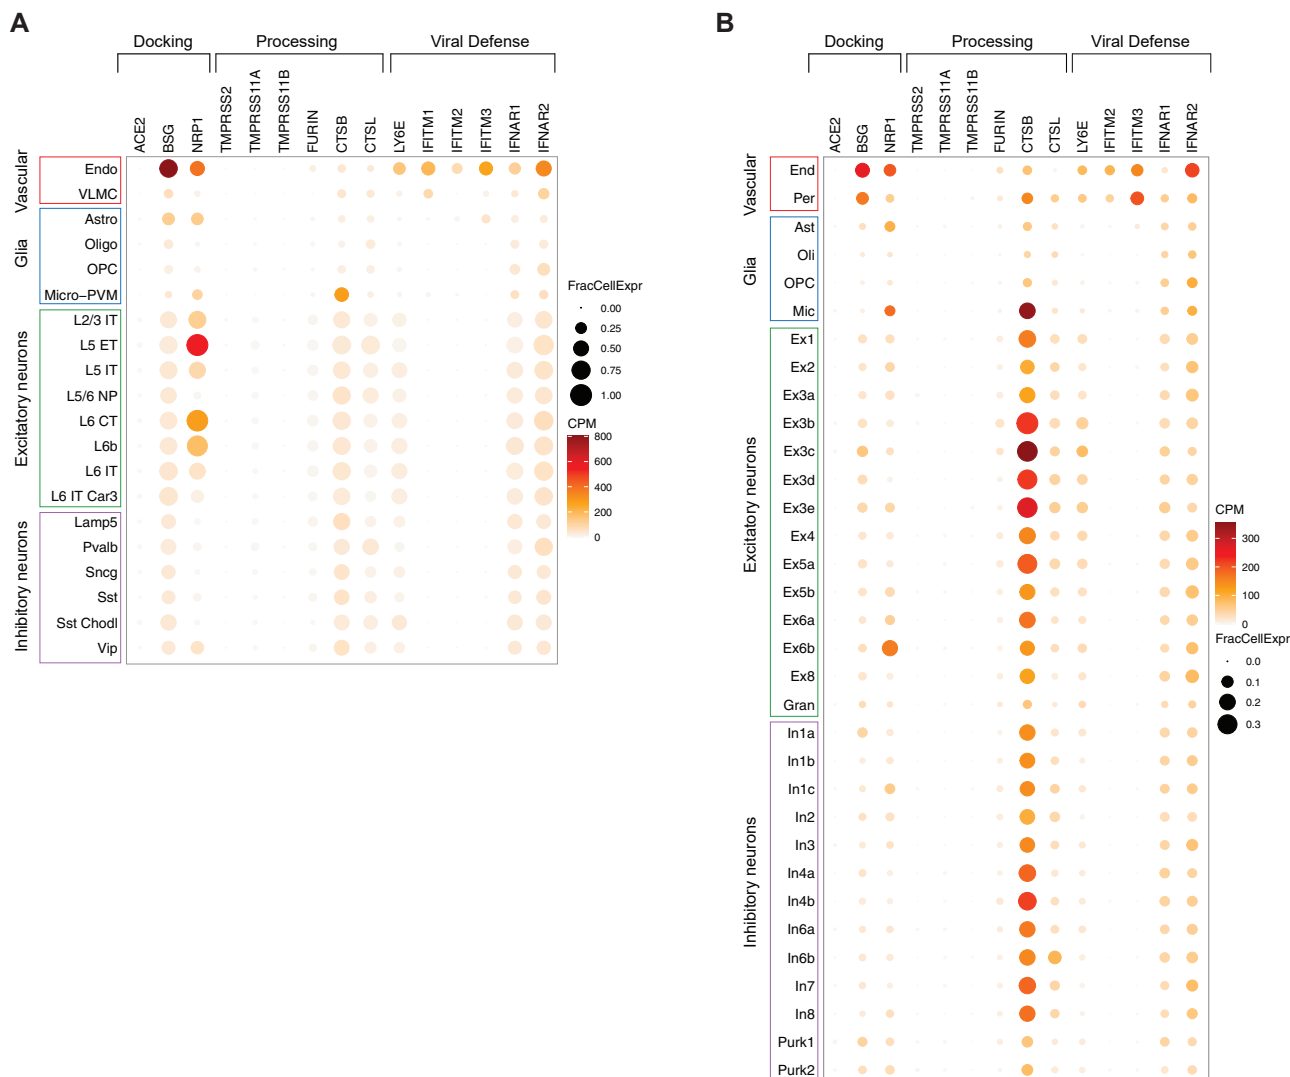 A
Docking
Processing
Viral Defense
ACE2
BSG
NRP1
TMPRSS2
TMPRSS11A
TMPRSS11B
FURIN
CTSB
CTSL
LY6E
IFITM1
IFITM2
IFITM3
IFNAR1
IFNAR2
Vascular
Endo
VLMC
Glia
Astro
Oligo
OPC
Micro−PVM
Excitatory neurons
L2/3 IT
L5 ET
L5 IT
L5/6 NP
L6 CT
L6b
L6 IT
L6 IT Car3
Inhibitory neurons
Lamp5
Pvalb
Sncg
Sst
Sst Chodl
Vip
FracCellExpr
0.00
0.25
0.50
0.75
1.00
CPM
800
600
400
200
0
B
Docking
Processing
Viral Defense
ACE2
BSG
NRP1
TMPRSS2
TMPRSS11A
TMPRSS11B
FURIN
CTSB
CTSL
LY6E
IFITM2
IFITM3
IFNAR1
IFNAR2
Vascular
End
Per
Glia
Ast
Oli
OPC
Mic
Excitatory neurons
Ex1
Ex2
Ex3a
Ex3b
Ex3c
Ex3d
Ex3e
Ex4
Ex5a
Ex5b
Ex6a
Ex6b
Ex8
Gran
Inhibitory neurons
In1a
In1b
In1c
In2
In3
In4a
In4b
In6a
In6b
In7
In8
Purk1
Purk2
CPM
300
200
100
0
FracCellExpr
0.0
0.1
0.2
0.3